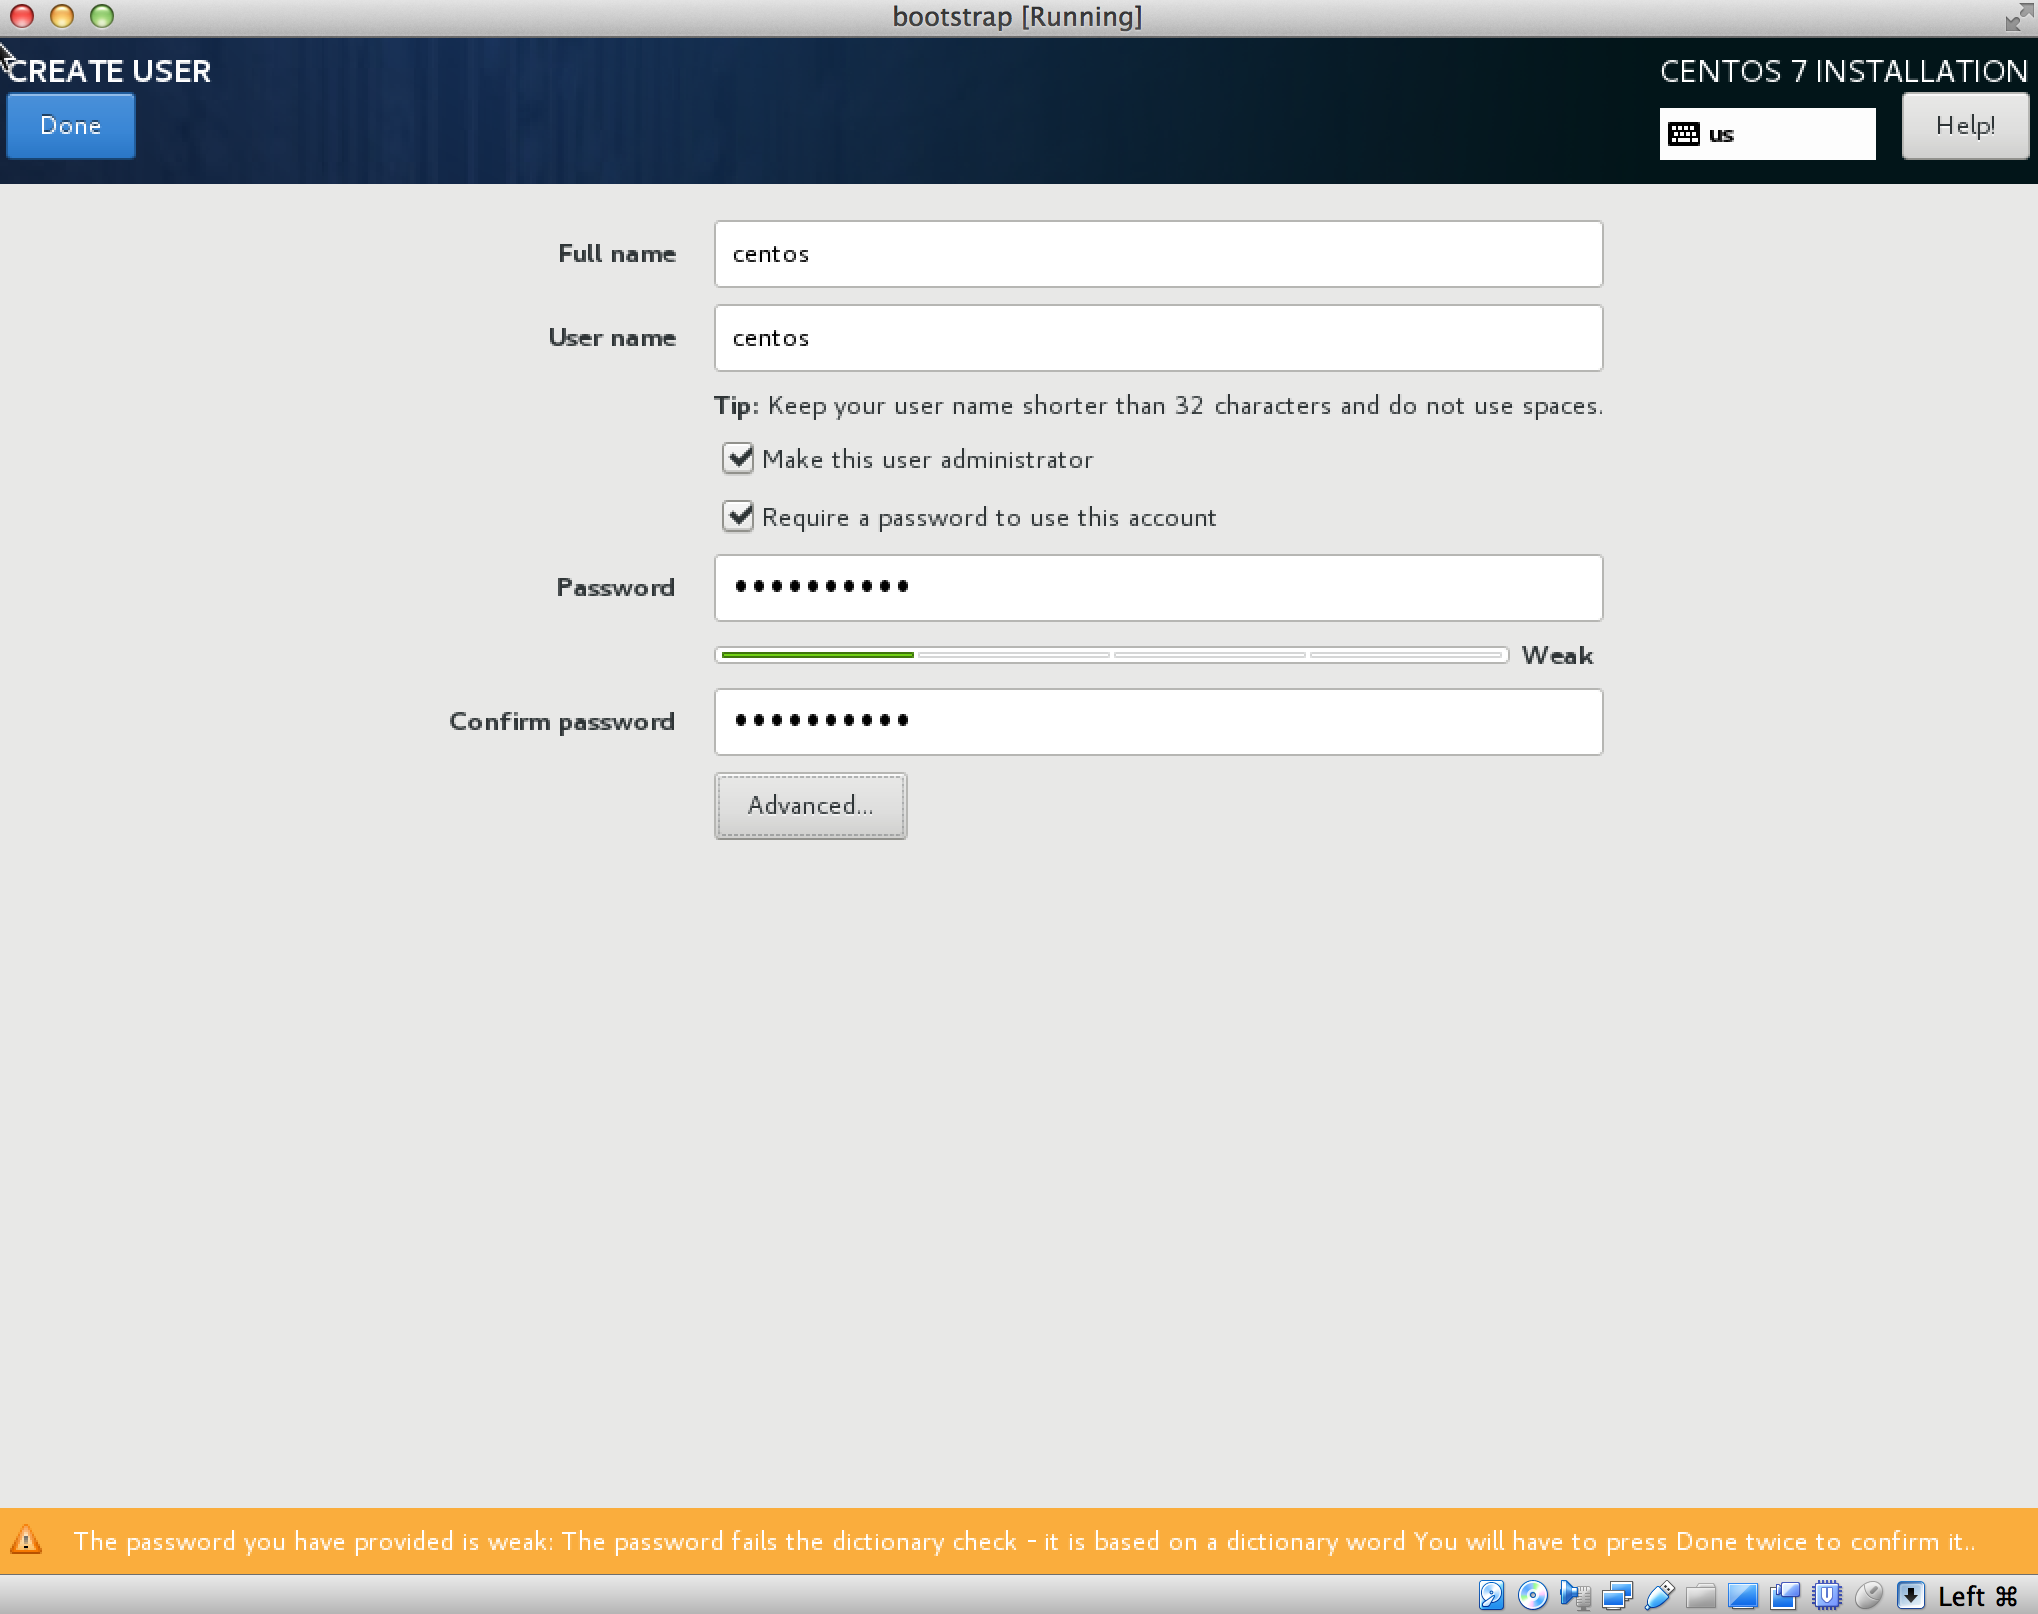 bootstrap [Running]
CREATE USER
CENTOS 7 INSTALLATION
Done
us
Help!
Full name
centos
User name
centos
Tip: Keep your user name shorter than 32 characters and do not use spaces.
Make this user administrator
Require a password to use this account
Password
••••••••••
Weak
Confirm password
••••••••••
Advanced...
The password you have provided is weak: The password fails the dictionary check - it is based on a dictionary word You will have to press Done twice to confirm it..
Left ⌘